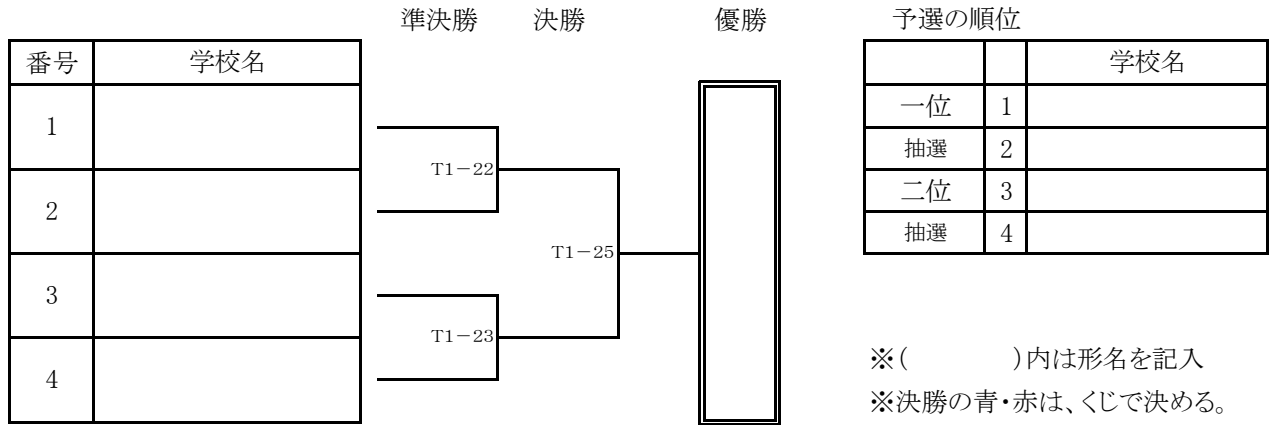 準決勝 決勝 優勝 予選の順位
番号 学校名
学校名
1
一位 1
T1-22
抽選 2
2
二位 3
抽選 4
T1-25
3
T1-23
※( )内は形名を記入
4
※決勝の青・赤は、くじで決める。